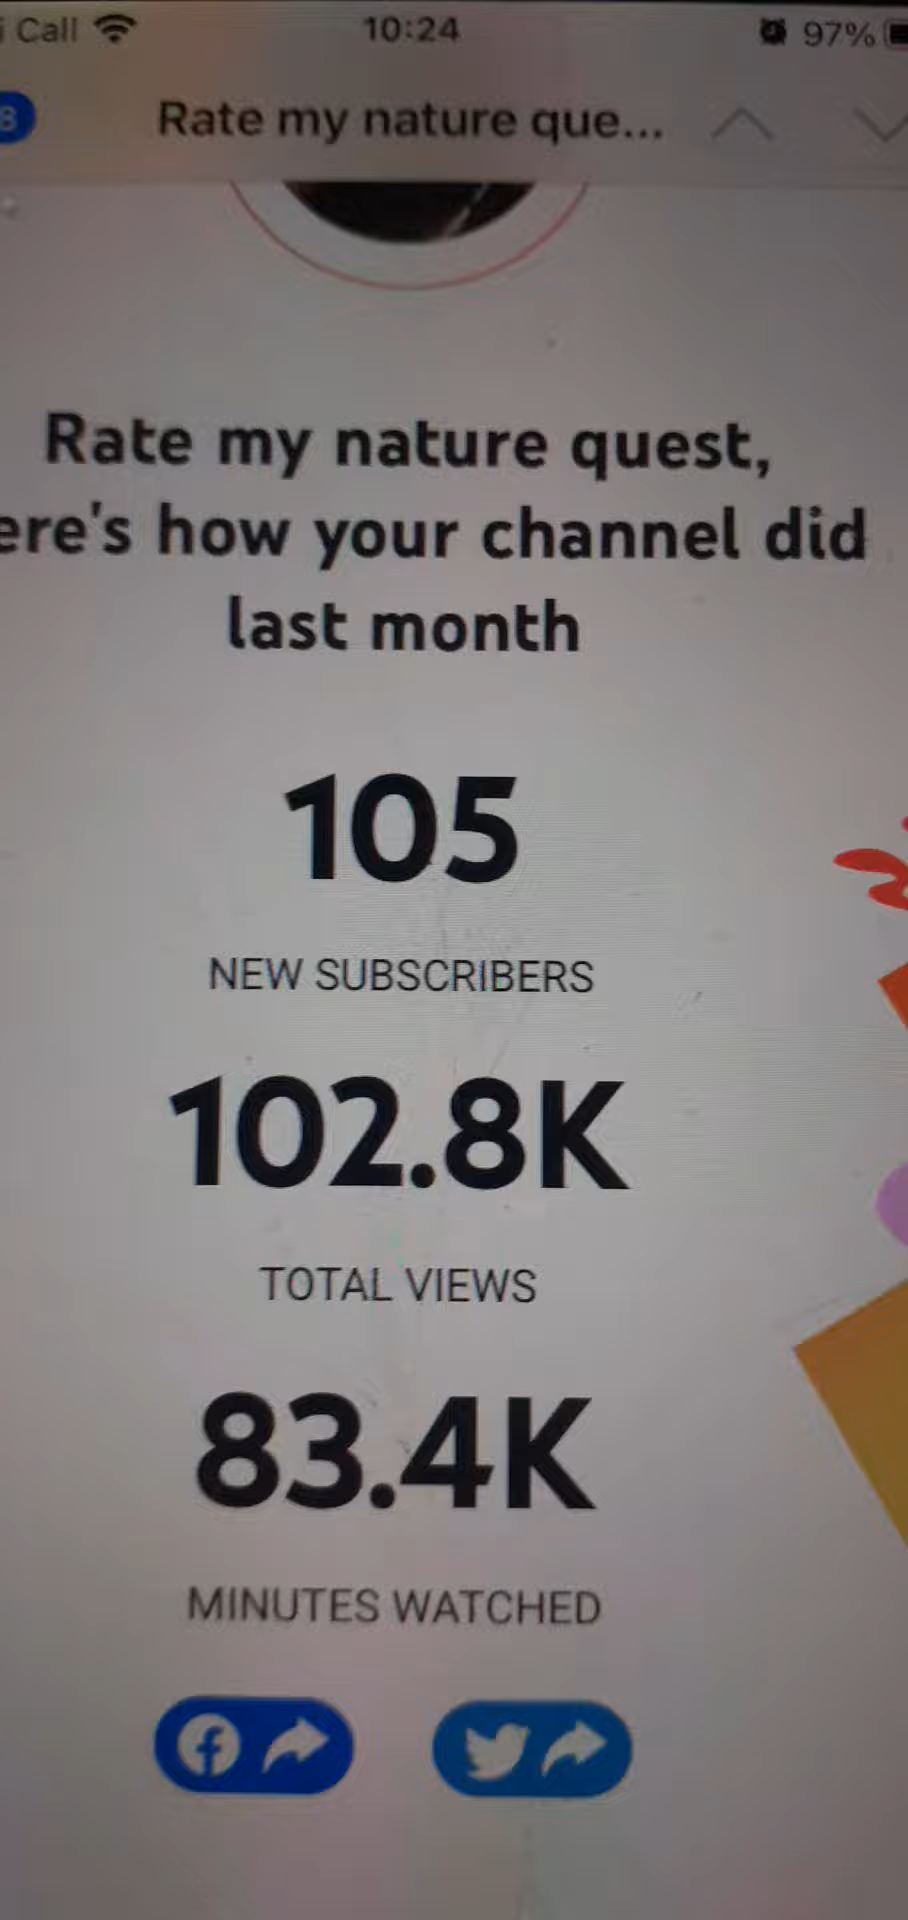 i Call 10:24 97%
8 Rate my nature que...
Rate my nature quest,
ere's how your channel did
last month
105
NEW SUBSCRIBERS
102.8K
TOTAL VIEWS
83.4K
MINUTES WATCHED